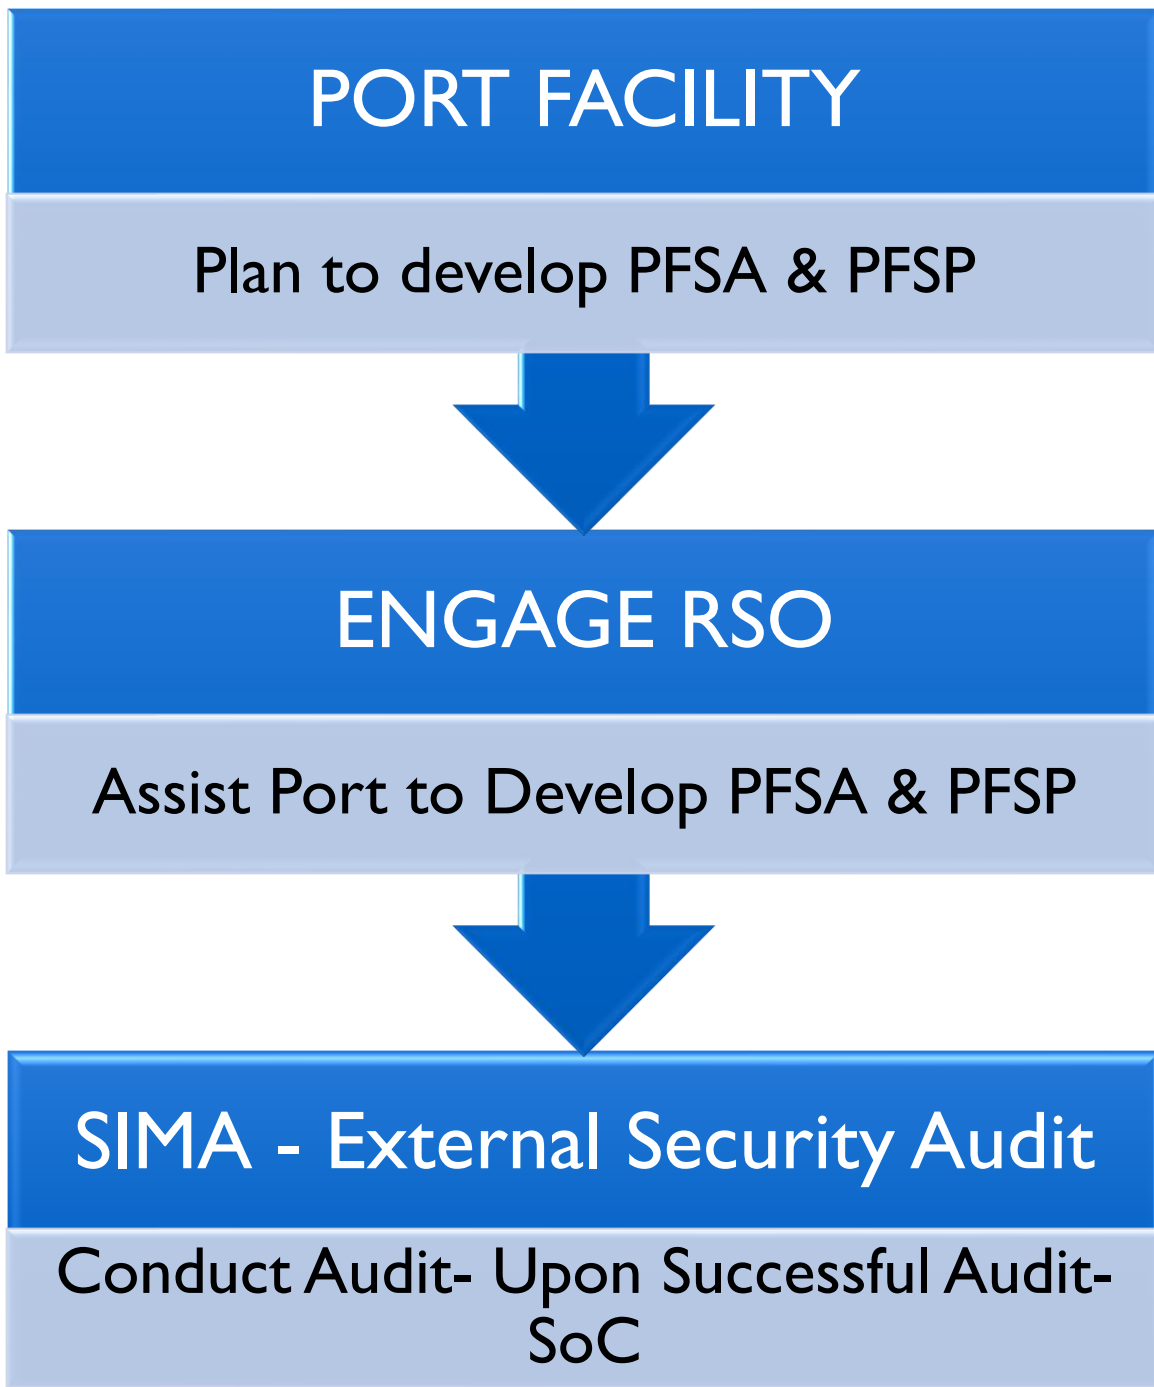 PORT FACILITY
Plan to develop PFSA & PFSP
ENGAGE RSO
Assist Port to Develop PFSA & PFSP
SIMA - External Security Audit
Conduct Audit- Upon Successful Audit-
SoC